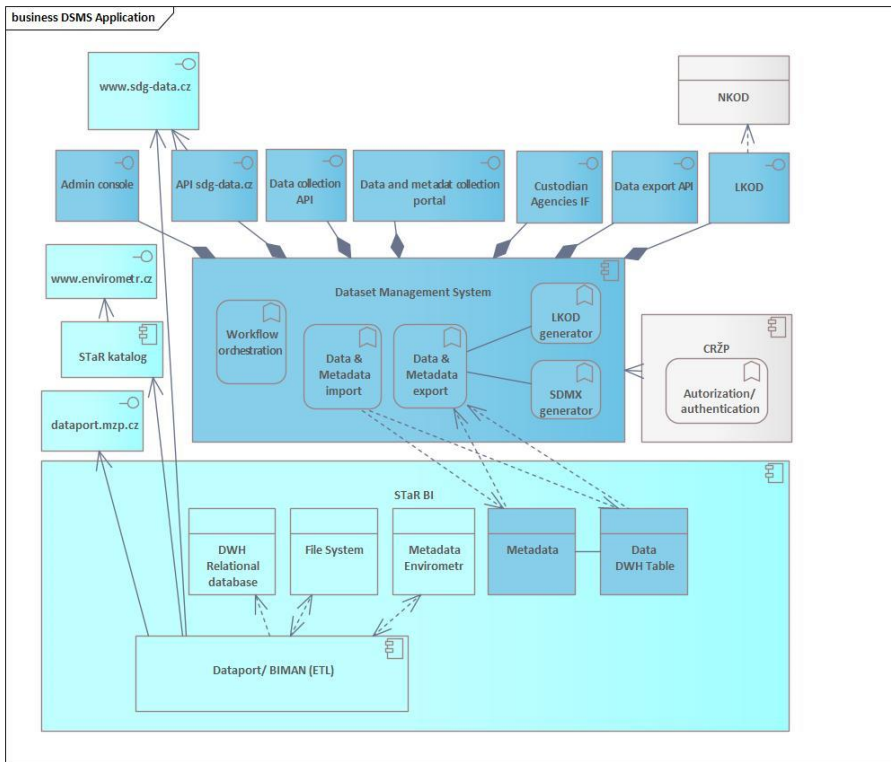 business DSMS Application
www.sdg-data.cz
NKOD
Admin console
API sdg-data.cz
Data collection
API
Data and metadat collection
portal
Custodian
Agencies IF
Data export API
LKOD
www.envirometr.cz
STaR katalog
dataport.mzp.cz
Dataset Management System
Workflow
orchestration
Data &
Metadata
import
Data &
Metadata
export
LKOD
generator
SDMX
generator
CRŽP
Autorization/
authentication
STaR BI
DWH
Relational
database
File System
Metadata
Envirometr
Metadata
Data
DWH Table
Dataport/ BIMAN (ETL)